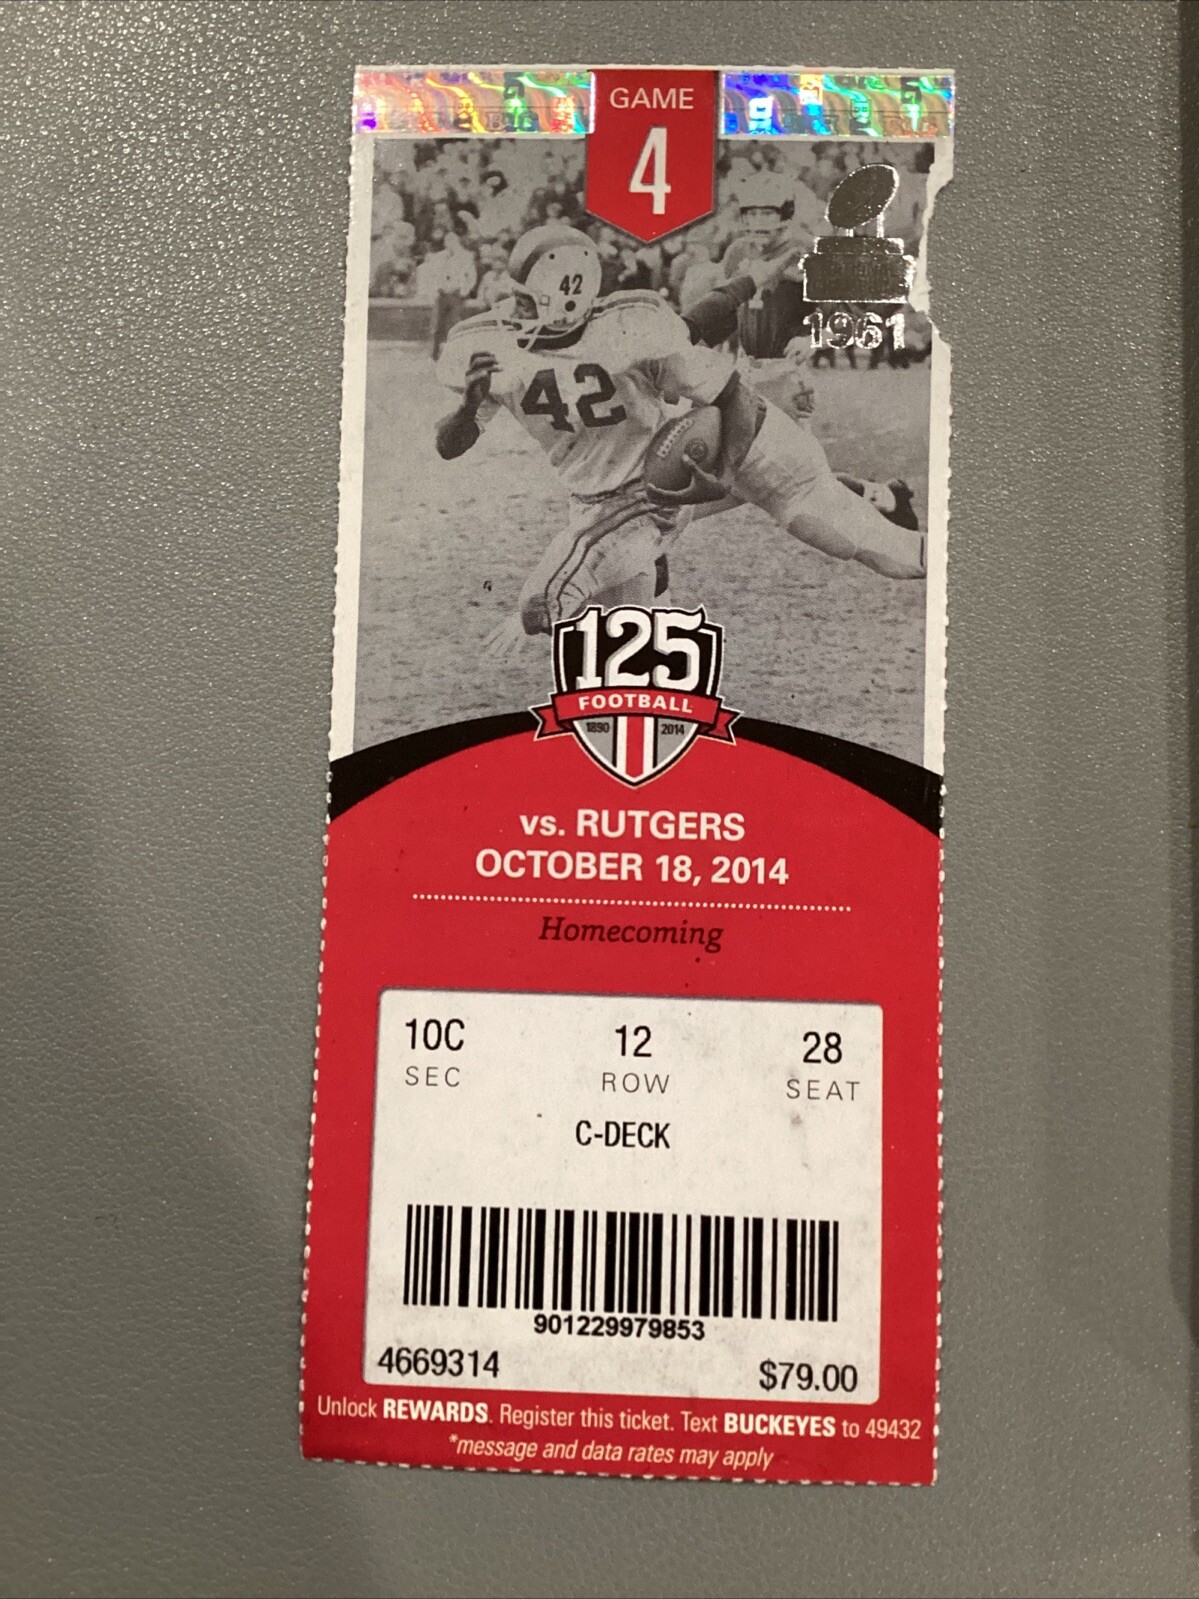 GAME
4
1961
42
42
125
FOOTBALL
1890 2014
vs. RUTGERS
OCTOBER 18, 2014
Homecoming
10C 12 28
SEC ROW SEAT
C-DECK
901229979853
4669314 $79.00
Unlock REWARDS. Register this ticket. Text BUCKEYES to 49432
*message and data rates may apply